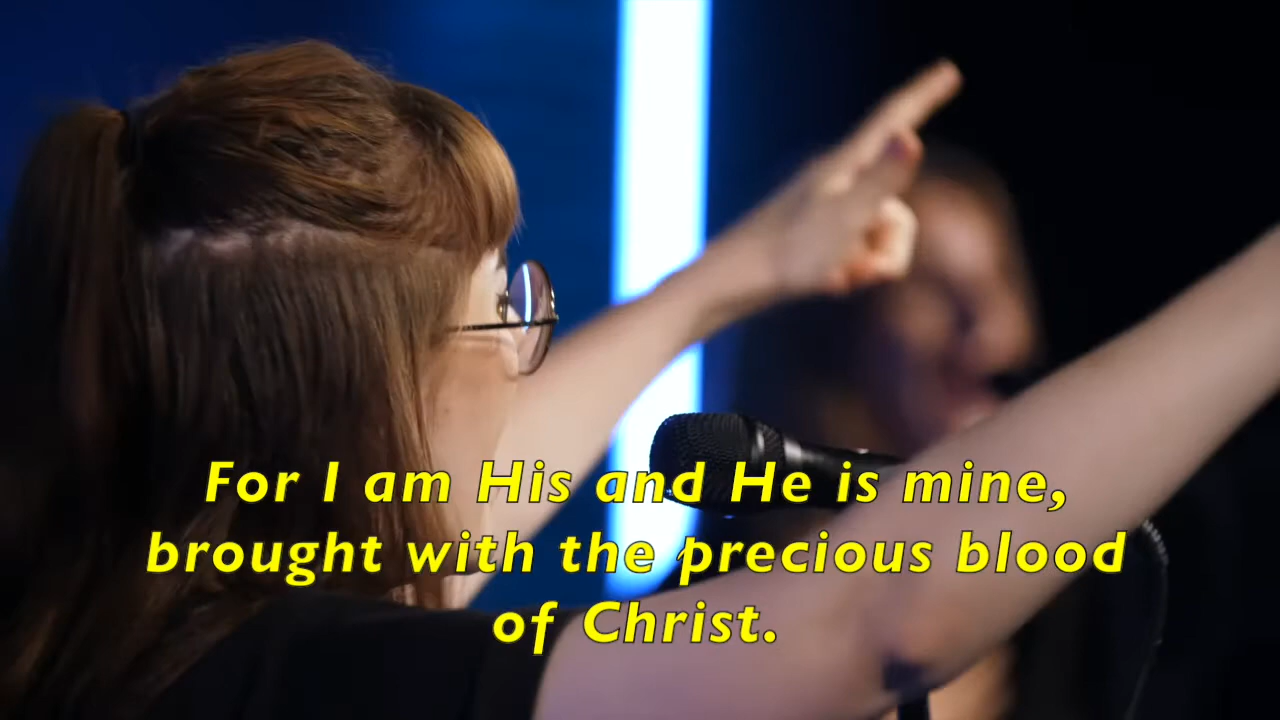 For I am His and He is mine,
brought with the precious blood
of Christ.